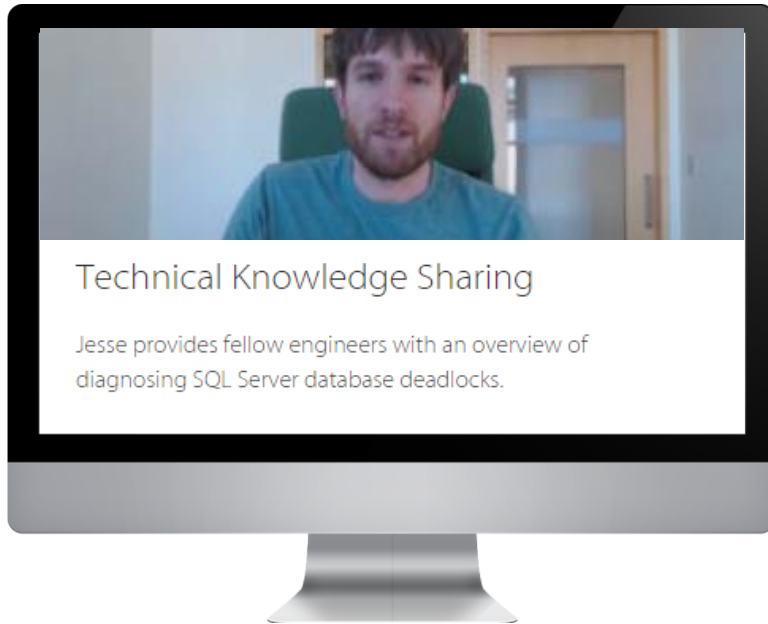 Technical Knowledge Sharing
Jesse provides fellow engineers with an overview of
diagnosing SQL Server database deadlocks.